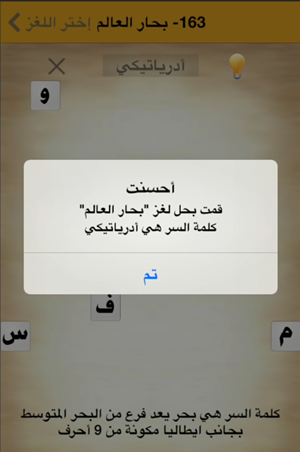 163- بحار العالم إختر اللغز
أدرياتيكي
و
أحسنت
قمت بحل لغز "بحار العالم"
كلمة السر هي أدرياتيكي
تم
ف
م
س
كلمة السر هي بحر يعد فرع من البحر المتوسط
بجانب ايطاليا مكونة من 9 أحرف